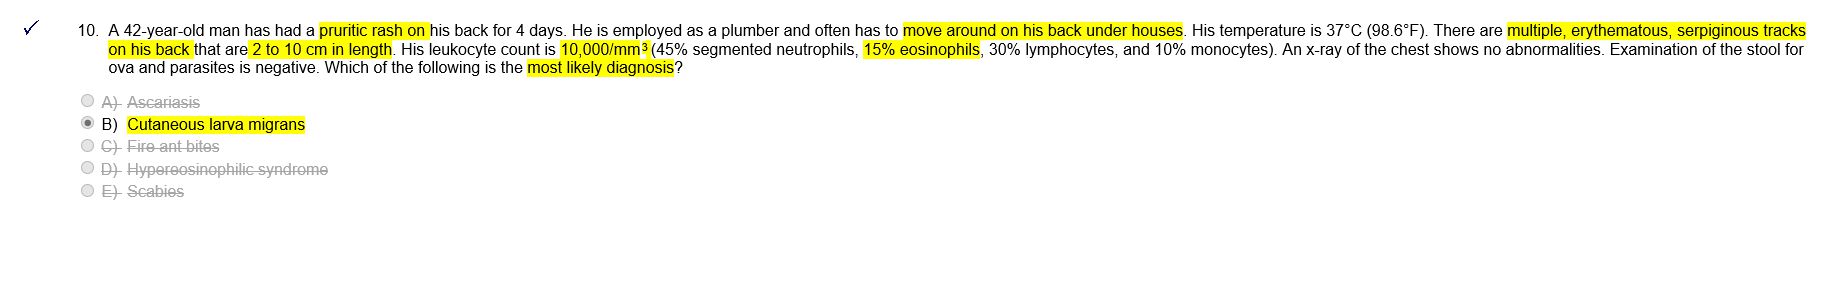 10. A 42-year-old man has had a pruritic rash on his back for 4 days. He is employed as a plumber and often has to move around on his back under houses. His temperature is 37°C (98.6°F). There are multiple, erythematous, serpiginous tracks
on his back that are 2 to 10 cm in length. His leukocyte count is 10,000/mm³ (45% segmented neutrophils, 15% eosinophils, 30% lymphocytes, and 10% monocytes). An x-ray of the chest shows no abnormalities. Examination of the stool for
ova and parasites is negative. Which of the following is the most likely diagnosis?
A) Ascariasis
B) Cutaneous larva migrans
C) Fire ant bites
D) Hypereosinophilic syndrome
E) Scabies